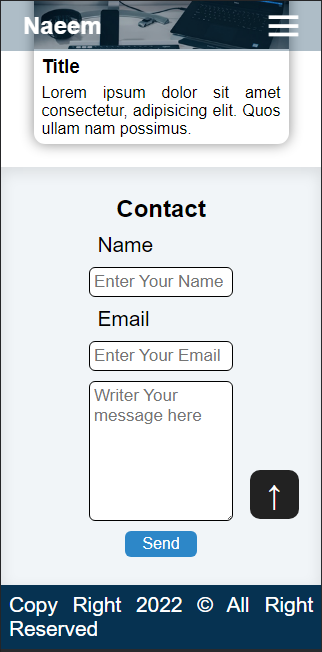 Naeem
Title
Lorem ipsum dolor sit amet
consectetur, adipisicing elit. Quos
ullam nam possimus.
Contact
Name
Enter Your Name
Email
Enter Your Email
Writer Your
message here
↑
Send
Copy Right 2022 © All Right
Reserved